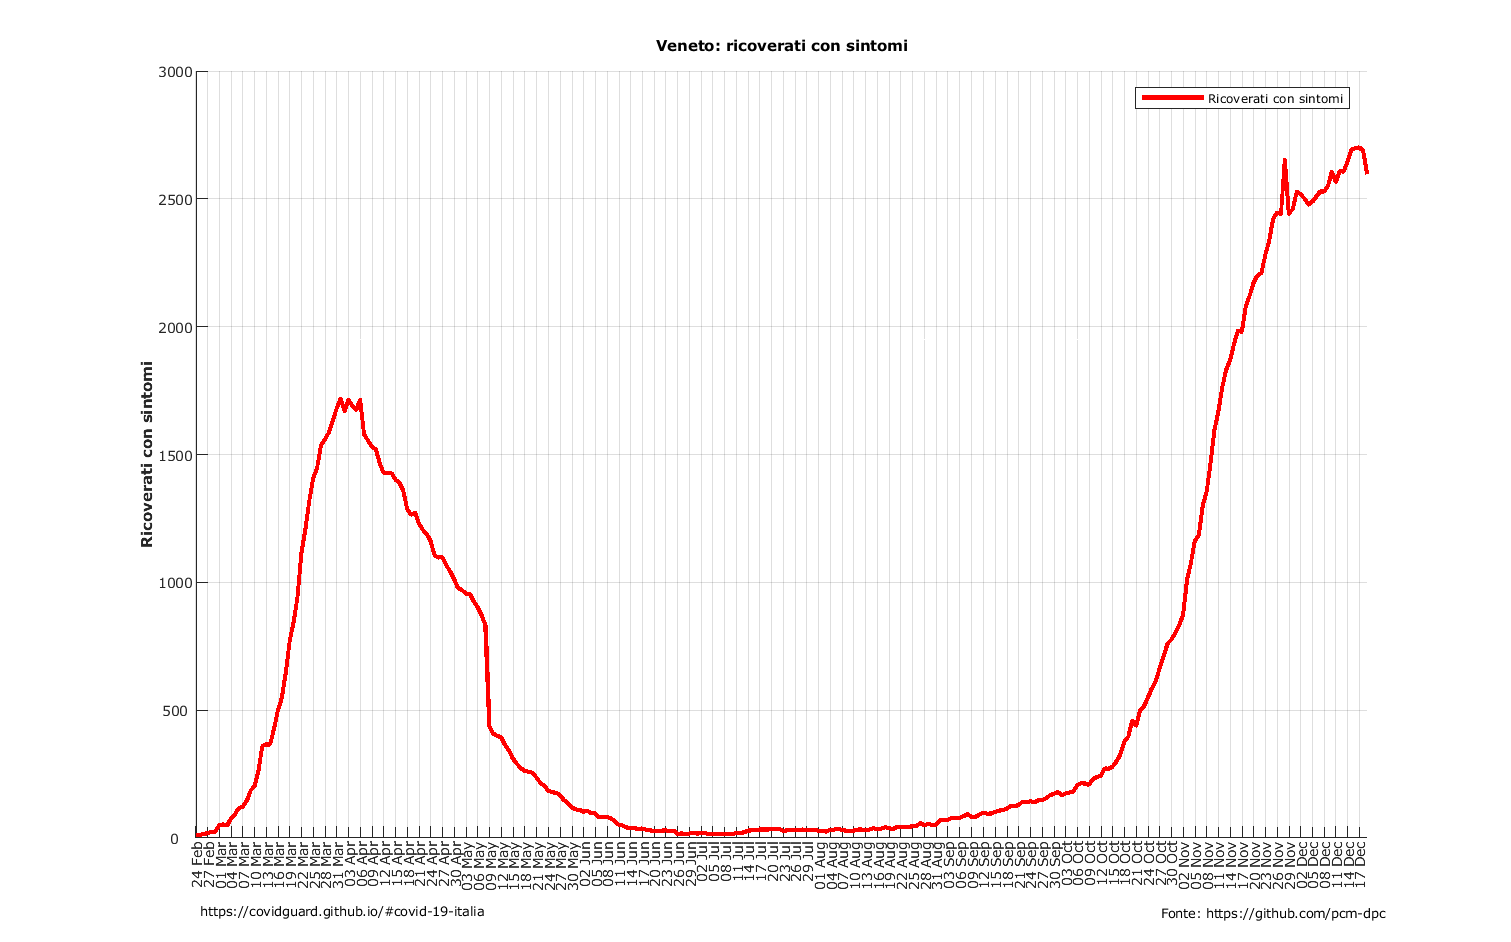 Veneto: ricoverati con sintomi
Ricoverati con sintomi
Ricoverati con sintomi
3000
2500
2000
1500
1000
500
0
24 Feb
27 Feb
01 Mar
04 Mar
07 Mar
10 Mar
13 Mar
16 Mar
19 Mar
22 Mar
25 Mar
28 Mar
31 Mar
03 Apr
06 Apr
09 Apr
12 Apr
15 Apr
18 Apr
21 Apr
24 Apr
27 Apr
30 Apr
03 May
06 May
09 May
12 May
15 May
18 May
21 May
24 May
27 May
30 May
02 Jun
05 Jun
08 Jun
11 Jun
14 Jun
17 Jun
20 Jun
23 Jun
26 Jun
29 Jun
02 Jul
05 Jul
08 Jul
11 Jul
14 Jul
17 Jul
20 Jul
23 Jul
26 Jul
29 Jul
01 Aug
04 Aug
07 Aug
10 Aug
13 Aug
16 Aug
19 Aug
22 Aug
25 Aug
28 Aug
31 Aug
03 Sep
06 Sep
09 Sep
12 Sep
15 Sep
18 Sep
21 Sep
24 Sep
27 Sep
30 Sep
03 Oct
06 Oct
09 Oct
12 Oct
15 Oct
18 Oct
21 Oct
24 Oct
27 Oct
30 Oct
02 Nov
05 Nov
08 Nov
11 Nov
14 Nov
17 Nov
20 Nov
23 Nov
26 Nov
29 Nov
02 Dec
05 Dec
08 Dec
11 Dec
14 Dec
17 Dec
https://covidguard.github.io/#covid-19-italia
Fonte: https://github.com/pcm-dpc